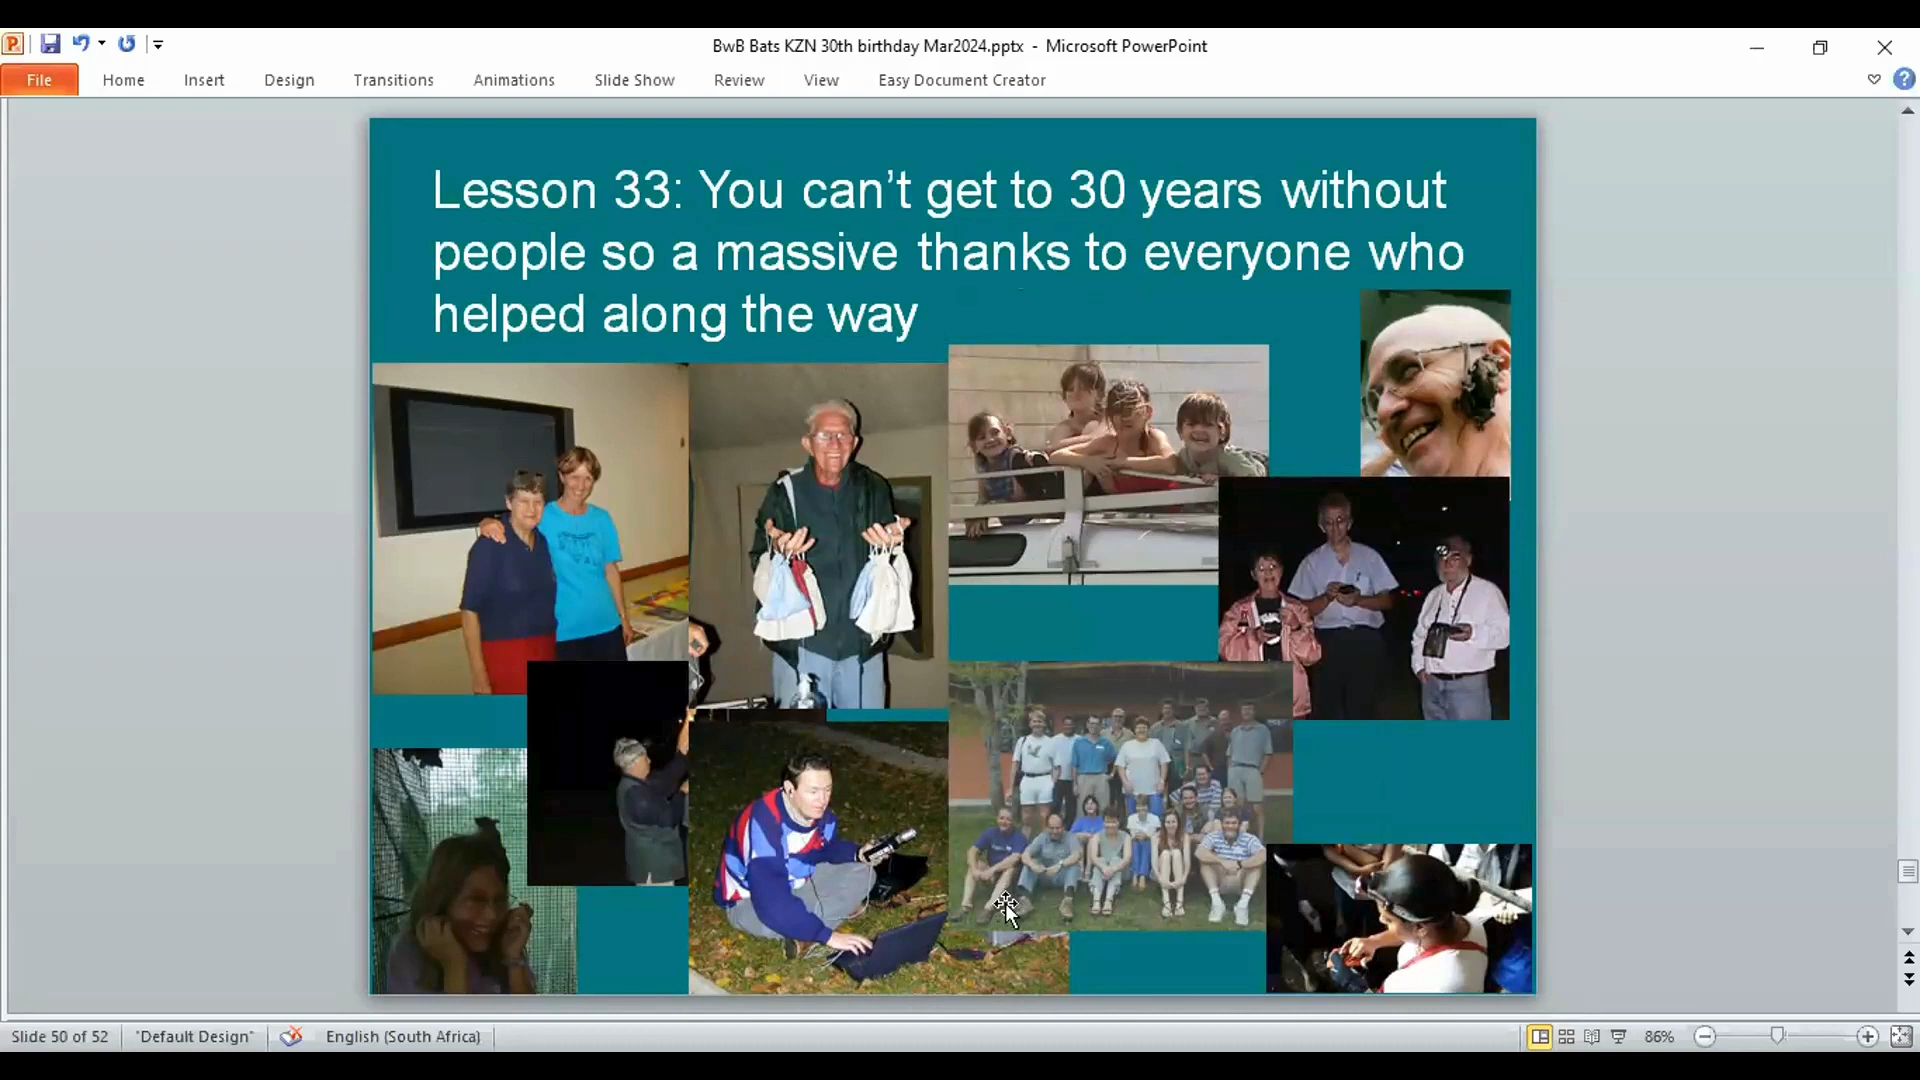 BwB Bats KZN 30th birthday Mar2024.pptx - Microsoft PowerPoint
File Home Insert Design Transitions Animations Slide Show Review View Easy Document Creator
Lesson 33: You can't get to 30 years without
people so a massive thanks to everyone who
helped along the way
Slide 50 of 52 "Default Design" English (South Africa) 86%